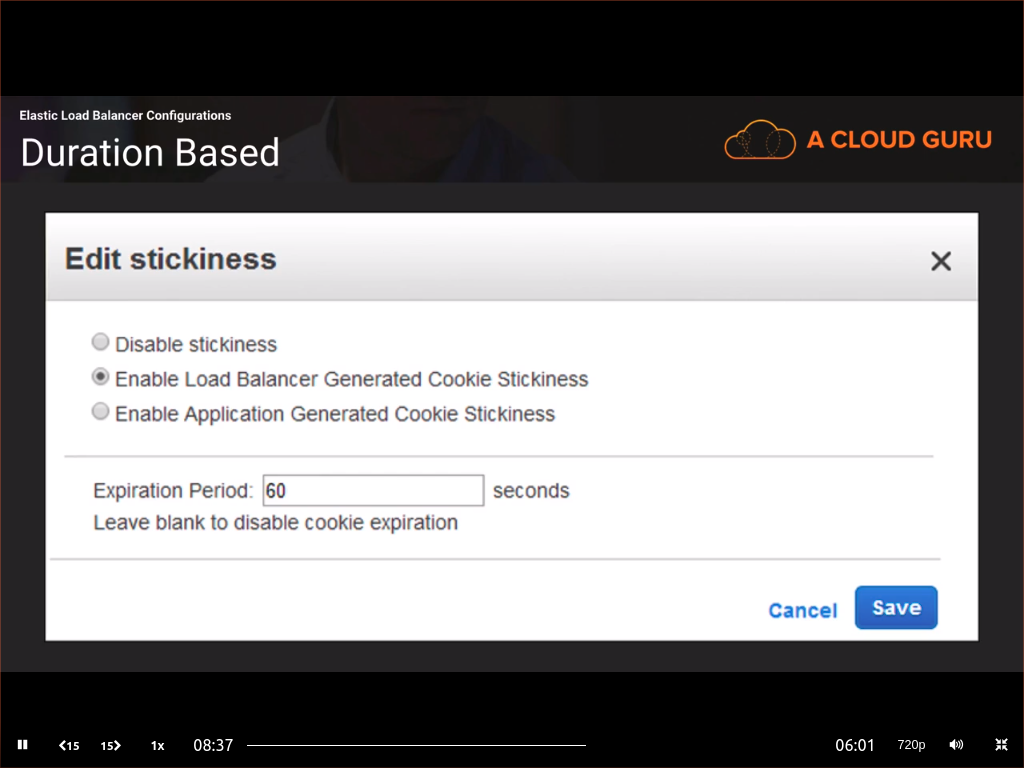 Elastic Load Balancer Configurations
Duration Based
A CLOUD GURU
Edit stickiness
Disable stickiness
Enable Load Balancer Generated Cookie Stickiness
Enable Application Generated Cookie Stickiness
Expiration Period: 60 seconds
Leave blank to disable cookie expiration
Cancel Save
15 15 1x 08:37 06:01 720p